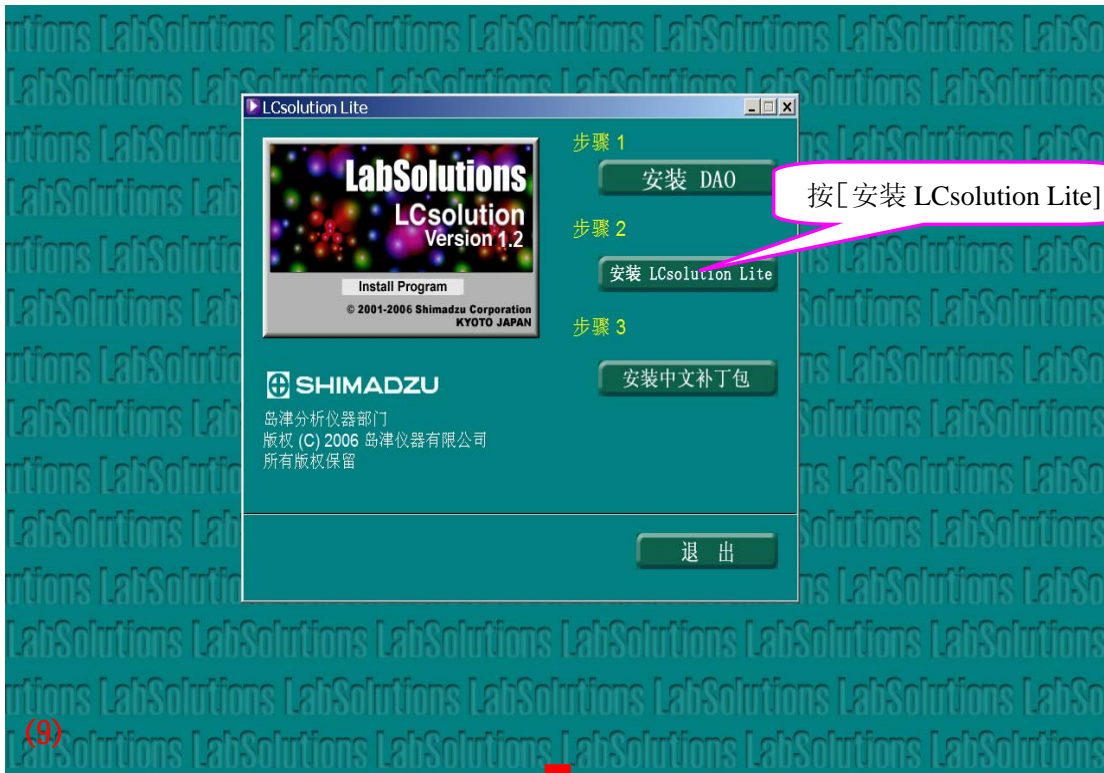 LCsolution Lite
LabSolutions
LCsolution
Version 1.2
Install Program
© 2001-2006 Shimadzu Corporation
KYOTO JAPAN
SHIMADZU
岛津分析仪器部门
版权 (C) 2006 岛津仪器有限公司
所有版权保留
步骤 1
安装 DAO
按[安装 LCsolution Lite]
步骤 2
安装 LCsolution Lite
步骤 3
安装中文补丁包
退 出
(9)